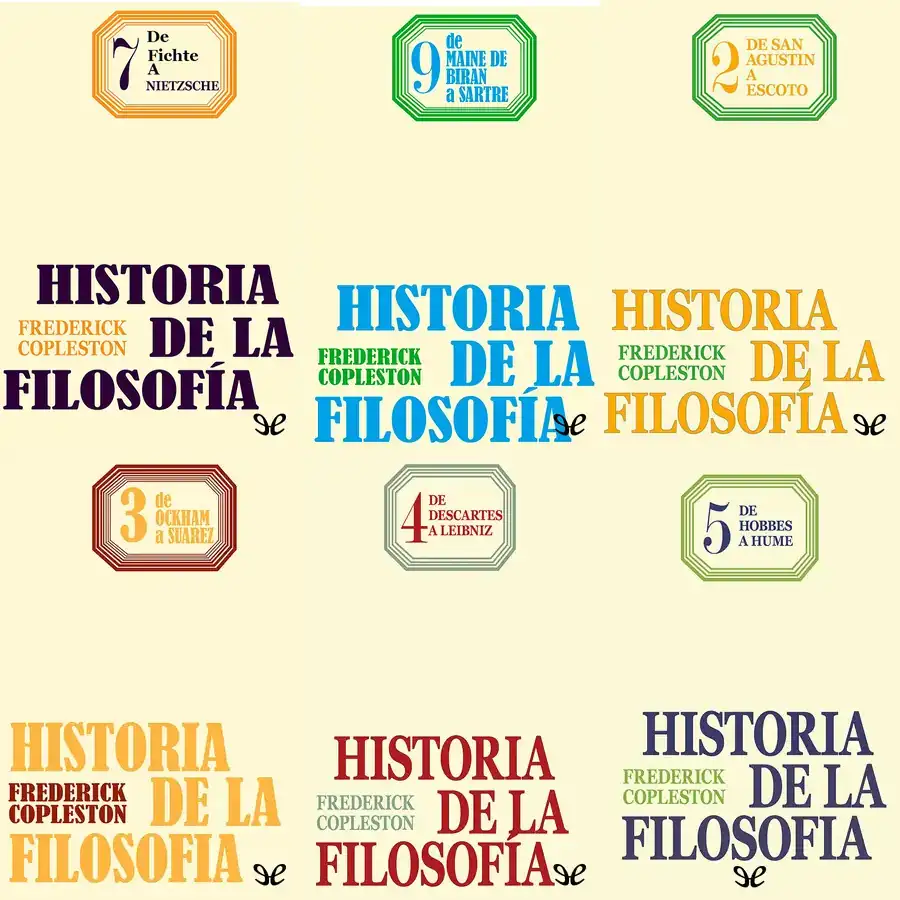 7
De
Fichte
A
NIETZSCHE
HISTORIA
FREDERICK
COPLESTON
DE LA
FILOSOFÍA
9
de
MAINE DE
BIRAN
a SARTRE
HISTORIA
FREDERICK
COPLESTON
DE LA
FILOSOFÍA
2
DE SAN
AGUSTIN
A
ESCOTO
HISTORIA
FREDERICK
COPLESTON
DE LA
FILOSOFÍA
3
de
OCKHAM
a SUAREZ
HISTORIA
FREDERICK
COPLESTON
DE LA
FILOSOFIA
4
DE
DESCARTES
A LEIBNIZ
HISTORIA
FREDERICK
COPLESTON
DE LA
FILOSOFÍA
5
DE
HOBBES
A HUME
HISTORIA
FREDERICK
COPLESTON
DE LA
FILOSOFIA